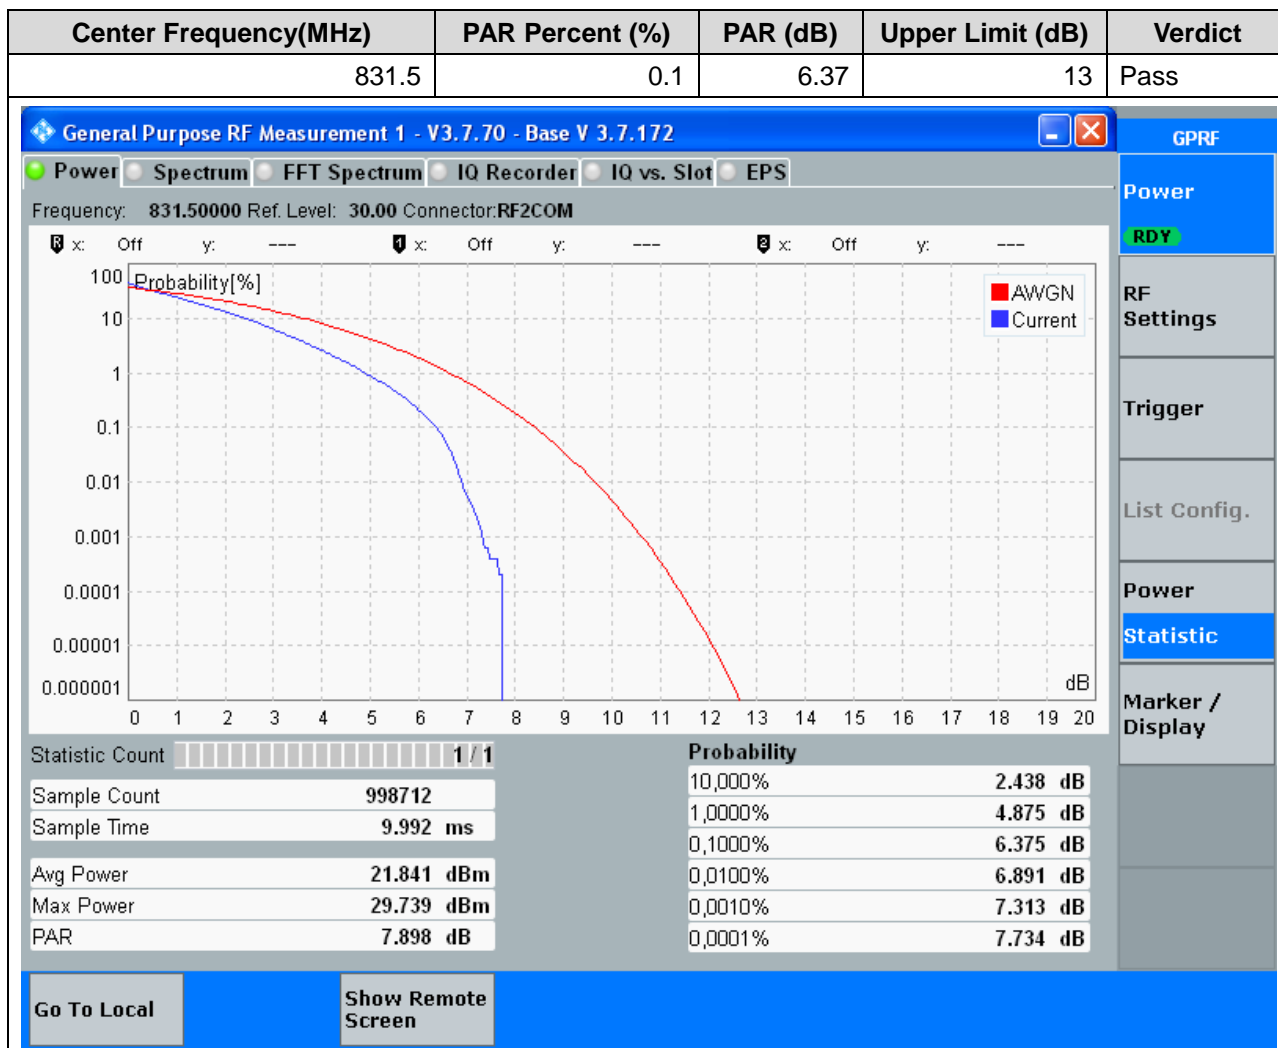 Center Frequency(MHz) PAR Percent (%) PAR (dB) Upper Limit (dB) Verdict
831.5 0.1 6.37 13 Pass
General Purpose RF Measurement 1 - V3.7.70 - Base V 3.7.172
GPRF
Power Spectrum FFT Spectrum IQ Recorder IQ vs. Slot EPS
Frequency: 831.50000 Ref. Level: 30.00 Connector:RF2COM
R x: Off y: --- 1 x: Off y: --- 2 x: Off y: ---
Probability[%]
AWGN
Current
100
10
1
0.1
0.01
0.001
0.0001
0.00001
0.000001
dB
0 1 2 3 4 5 6 7 8 9 10 11 12 13 14 15 16 17 18 19 20
Statistic Count 1 / 1
Sample Count 998712
Sample Time 9.992 ms
Avg Power 21.841 dBm
Max Power 29.739 dBm
PAR 7.898 dB
Probability
10,000% 2.438 dB
1,0000% 4.875 dB
0,1000% 6.375 dB
0,0100% 6.891 dB
0,0010% 7.313 dB
0,0001% 7.734 dB
Power
RDY
RF
Settings
Trigger
List Config.
Power
Statistic
Marker /
Display
Go To Local
Show Remote
Screen